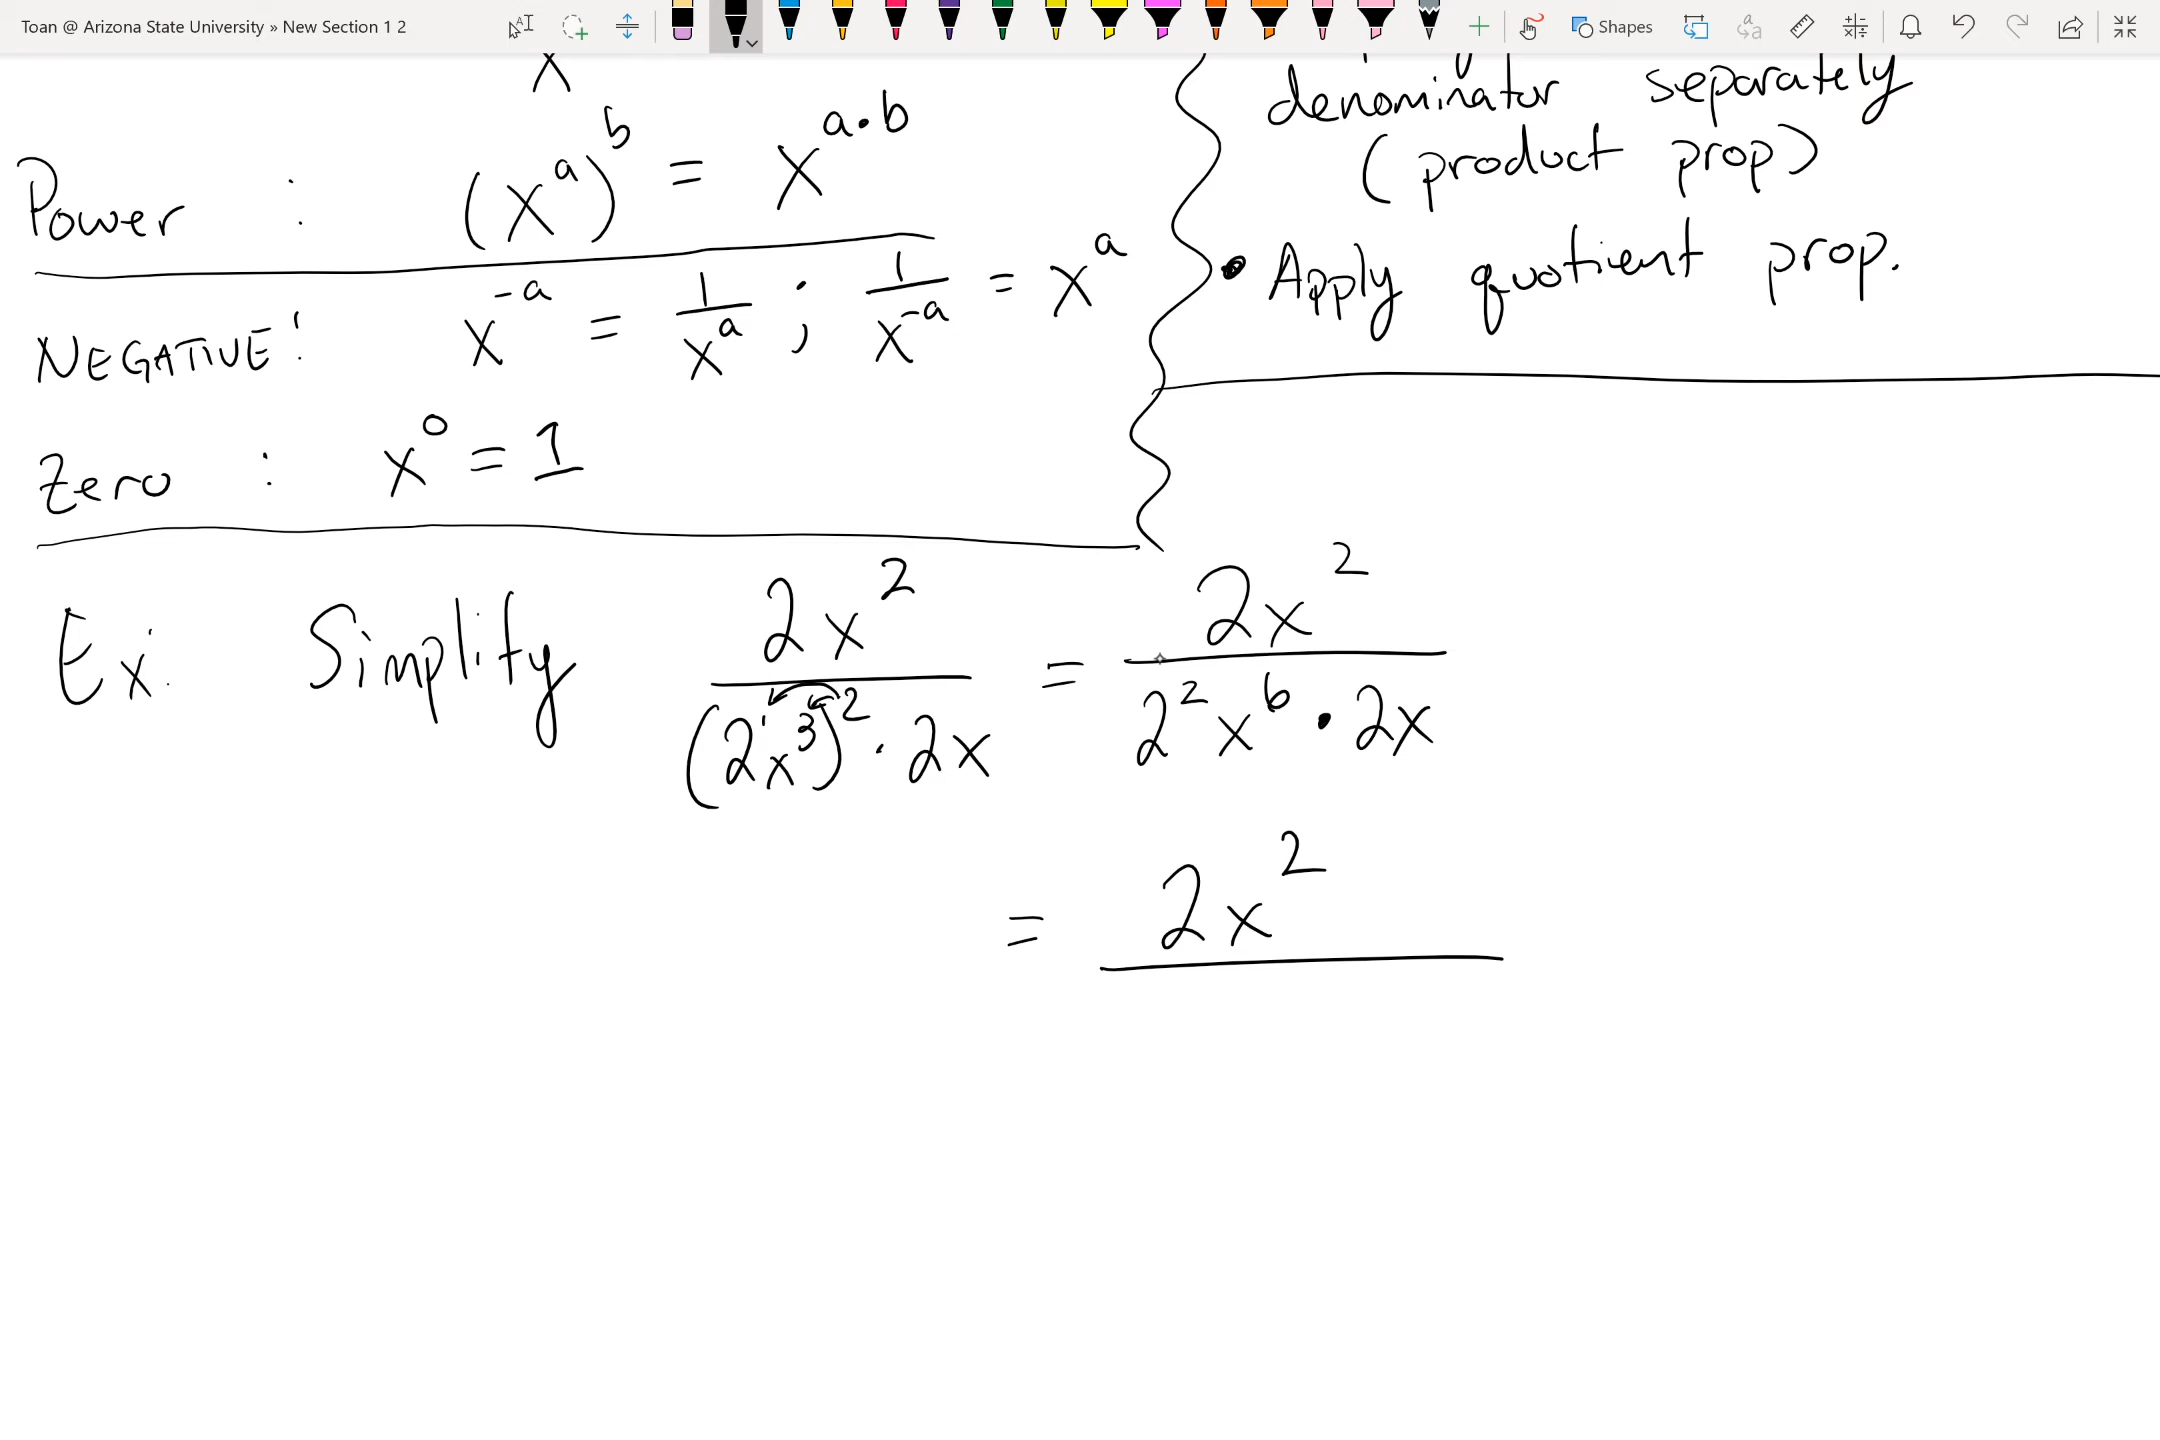 Toan @ Arizona State University » New Section 1 2
Shapes
x
Power : (x^a)^b = x^{a·b}
NEGATIVE: x^{-a} = 1/x^a ; 1/x^{-a} = x^a
Zero : x^0 = 1
denominator separately
(product prop)
• Apply quotient prop.
Ex: Simplify 2x^2/((2^1x^3)^2 · 2x) = 2x^2/(2^2x^6 · 2x)
= 2x^2